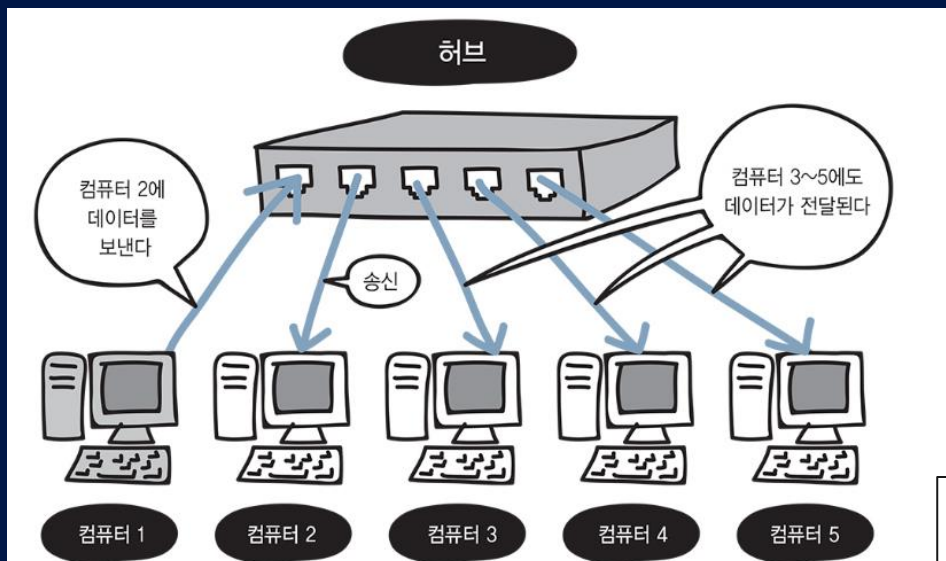 허브
컴퓨터 2에
데이터를
보낸다
송신
컴퓨터 3~5에도
데이터가 전달된다
컴퓨터 1
컴퓨터 2
컴퓨터 3
컴퓨터 4
컴퓨터 5